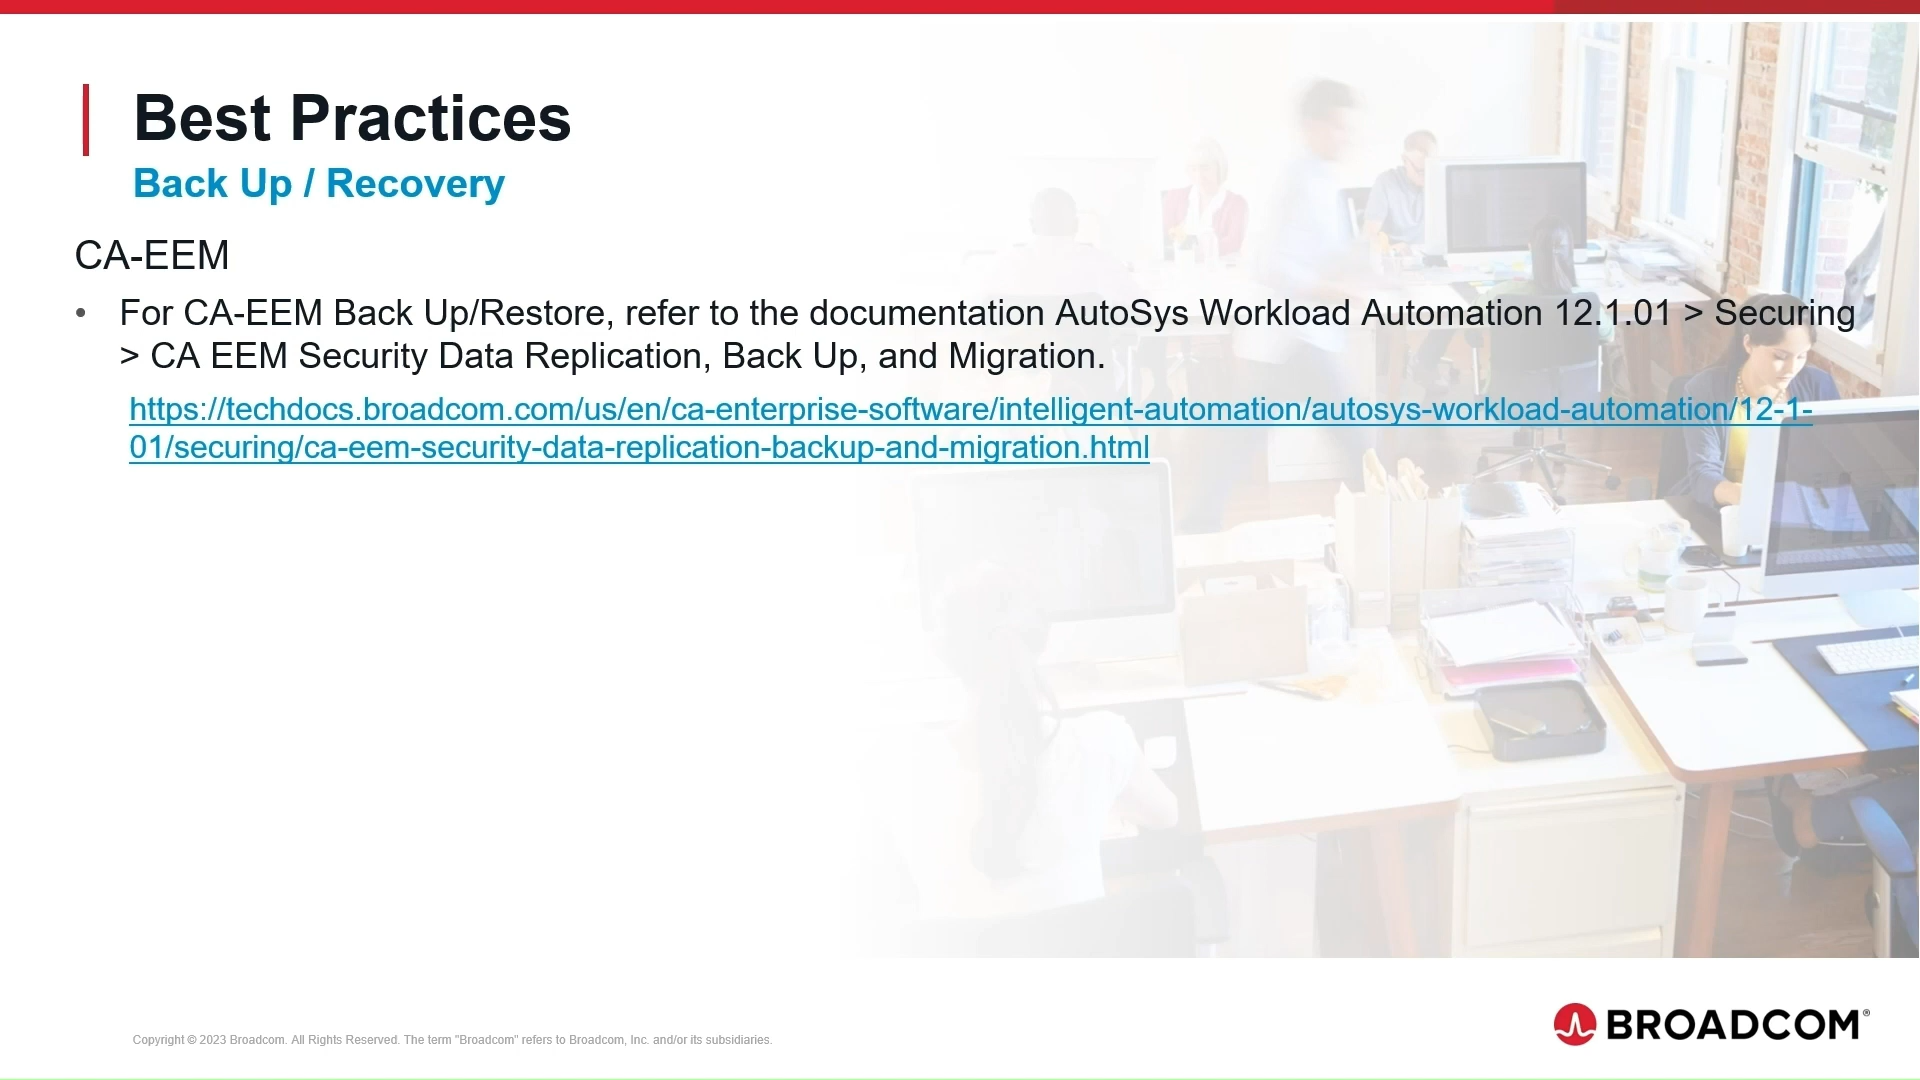 Best Practices
Back Up / Recovery
CA-EEM
• For CA-EEM Back Up/Restore, refer to the documentation AutoSys Workload Automation 12.1.01 > Securing
> CA EEM Security Data Replication, Back Up, and Migration.
https://techdocs.broadcom.com/us/en/ca-enterprise-software/intelligent-automation/autosys-workload-automation/12-1-
01/securing/ca-eem-security-data-replication-backup-and-migration.html
Copyright © 2023 Broadcom. All Rights Reserved. The term "Broadcom" refers to Broadcom, Inc. and/or its subsidiaries.
BROADCOM®